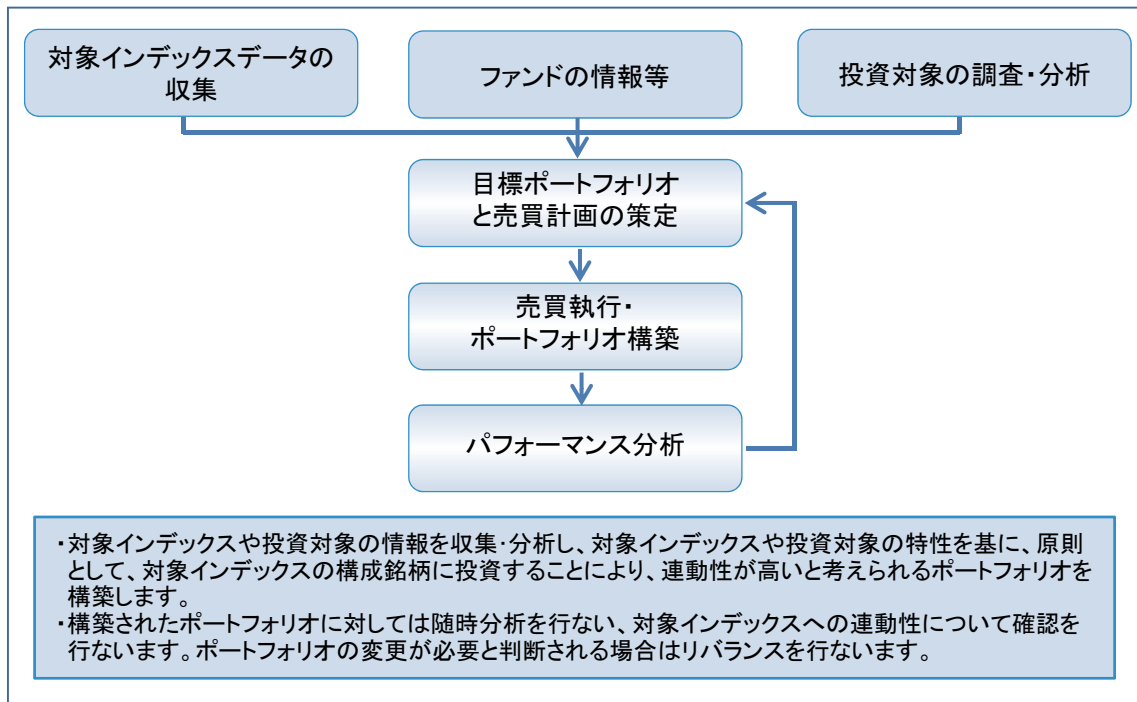 対象インデックスデータの
収集
ファンドの情報等
投資対象の調査・分析
目標ポートフォリオ
と売買計画の策定
売買執行・
ポートフォリオ構築
パフォーマンス分析
・対象インデックスや投資対象の情報を収集・分析し、対象インデックスや投資対象の特性を基に、原則
として、対象インデックスの構成銘柄に投資することにより、連動性が高いと考えられるポートフォリオを
構築します。
・構築されたポートフォリオに対しては随時分析を行ない、対象インデックスへの連動性について確認を
行ないます。ポートフォリオの変更が必要と判断される場合はリバランスを行ないます。